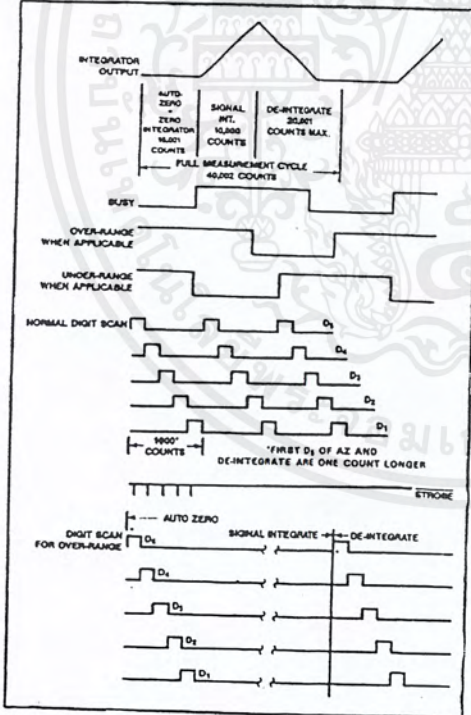 INTEGRATOR
OUTPUT
AUTO-
ZERO
+
ZERO
INTEGRATOR
10,001
COUNTS
SIGNAL
INT.
10,000
COUNTS
DE-INTEGRATE
20,001
COUNTS MAX.
FULL MEASUREMENT CYCLE
40,002 COUNTS
BUSY
OVER-RANGE
WHEN APPLICABLE
UNDER-RANGE
WHEN APPLICABLE
NORMAL DIGIT SCAN
D5
D4
D3
D2
D1
COUNTS
*FIRST D5 OF AZ AND
DE-INTEGRATE ARE ONE COUNT LONGER
STROBE
AUTO ZERO
SIGNAL INTEGRATE
DE-INTEGRATE
DIGIT SCAN
FOR OVER-RANGE
D5
D4
D3
D2
D1